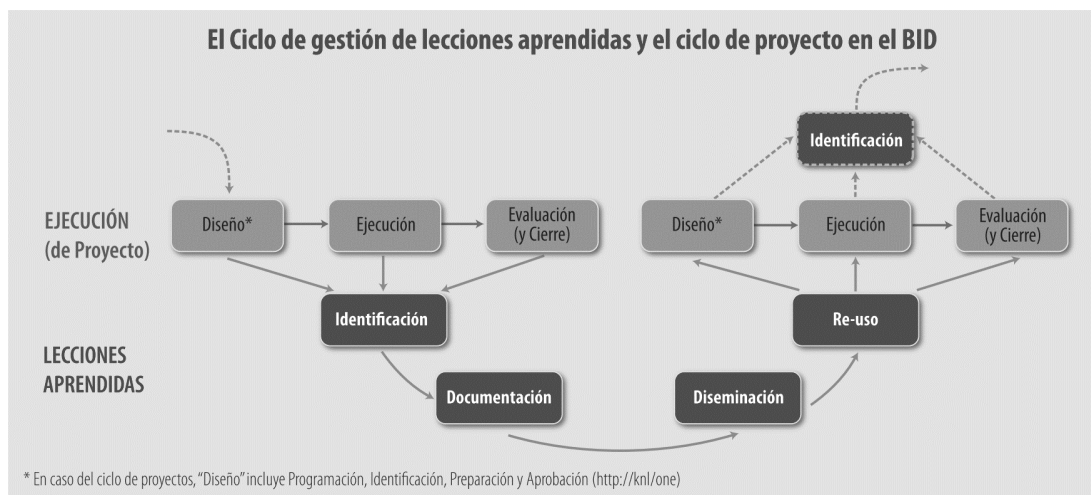 El Ciclo de gestión de lecciones aprendidas y el ciclo de proyecto en el BID
Identificación
EJECUCIÓN
(de Proyecto)
Diseño*
Ejecución
Evaluación
(y Cierre)
Diseño*
Ejecución
Evaluación
(y Cierre)
Identificación
Re-uso
LECCIONES
APRENDIDAS
Documentación
Diseminación
* En caso del ciclo de proyectos, “Diseño” incluye Programación, Identificación, Preparación y Aprobación (http://knl/one)